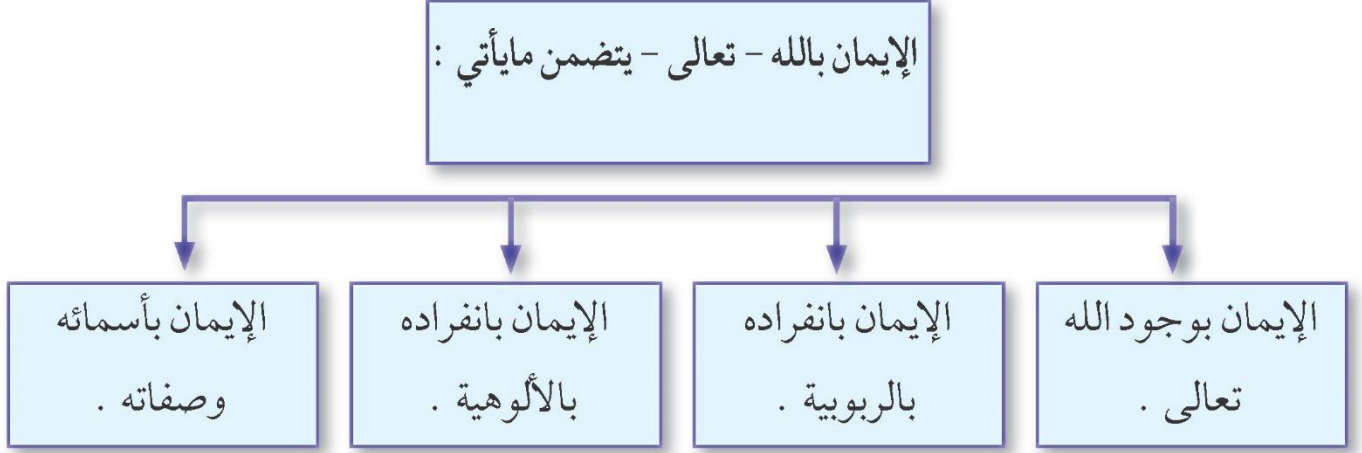 الإيمان بالله – تعالى – يتضمن مايأتي :
الإيمان بوجود الله
تعالى .
الإيمان بانفراده
بالربوبية .
الإيمان بانفراده
بالألوهية .
الإيمان بأسمائه
وصفاته .